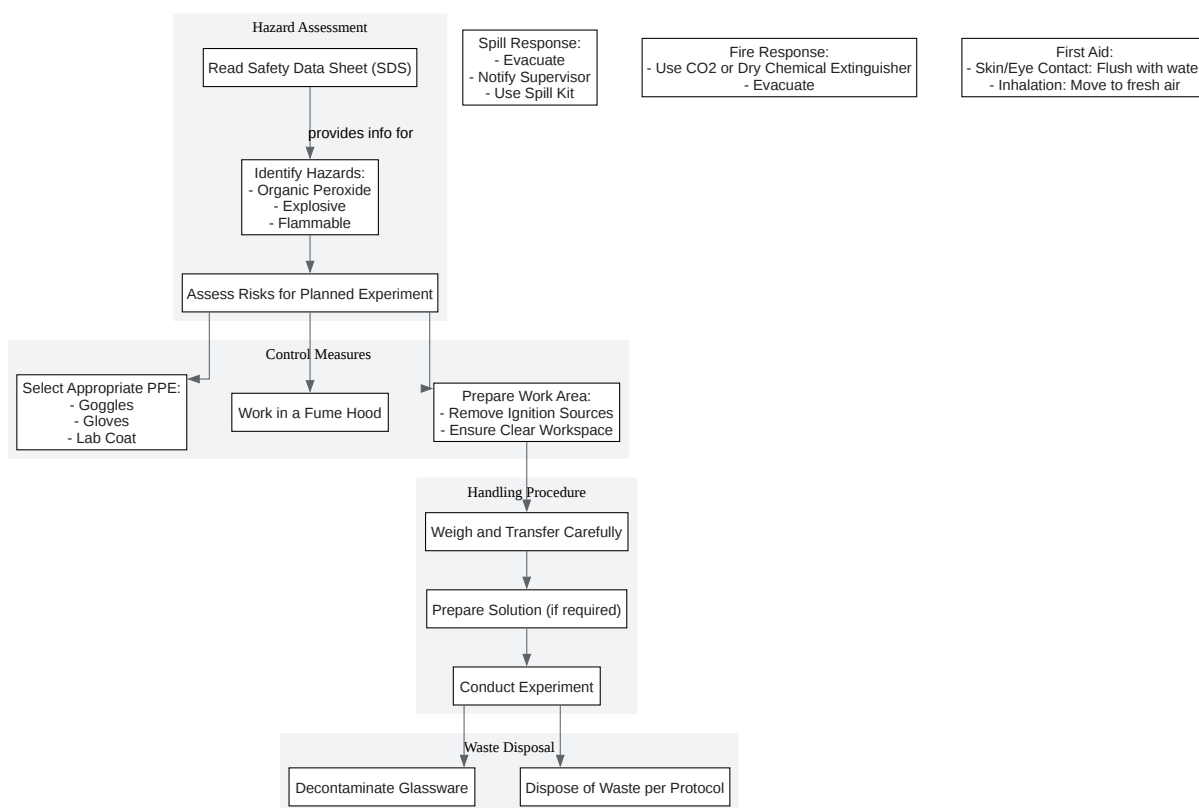 Hazard Assessment
Read Safety Data Sheet (SDS)
provides info for
Identify Hazards:
- Organic Peroxide
- Explosive
- Flammable
Assess Risks for Planned Experiment
Spill Response:
- Evacuate
- Notify Supervisor
- Use Spill Kit
Fire Response:
- Use CO2 or Dry Chemical Extinguisher
- Evacuate
First Aid:
- Skin/Eye Contact: Flush with wate
- Inhalation: Move to fresh air
Control Measures
Select Appropriate PPE:
- Goggles
- Gloves
- Lab Coat
Work in a Fume Hood
Prepare Work Area:
- Remove Ignition Sources
- Ensure Clear Workspace
Handling Procedure
Weigh and Transfer Carefully
Prepare Solution (if required)
Conduct Experiment
Waste Disposal
Decontaminate Glassware
Dispose of Waste per Protocol